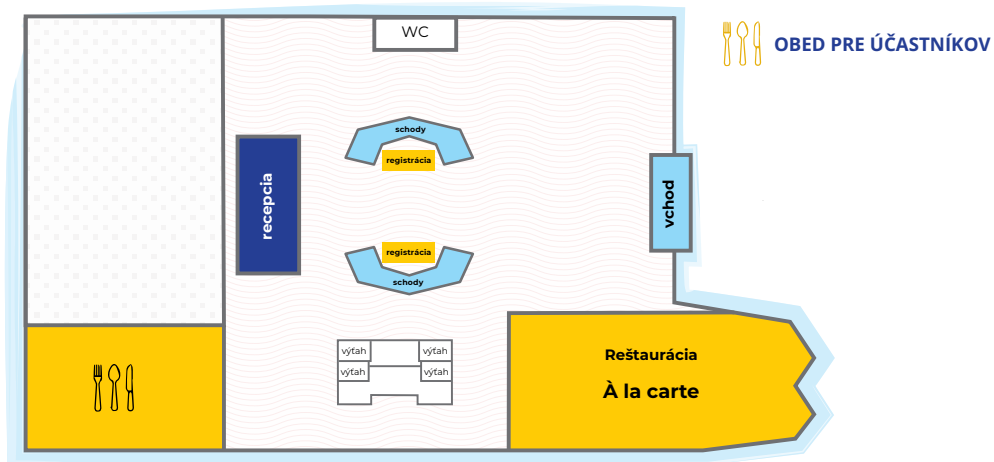 WC
OBED PRE ÚČASTNÍKOV
schody
registrácia
recepcia
vchod
registrácia
schody
výťah
výťah
výťah
výťah
Reštaurácia
À la carte